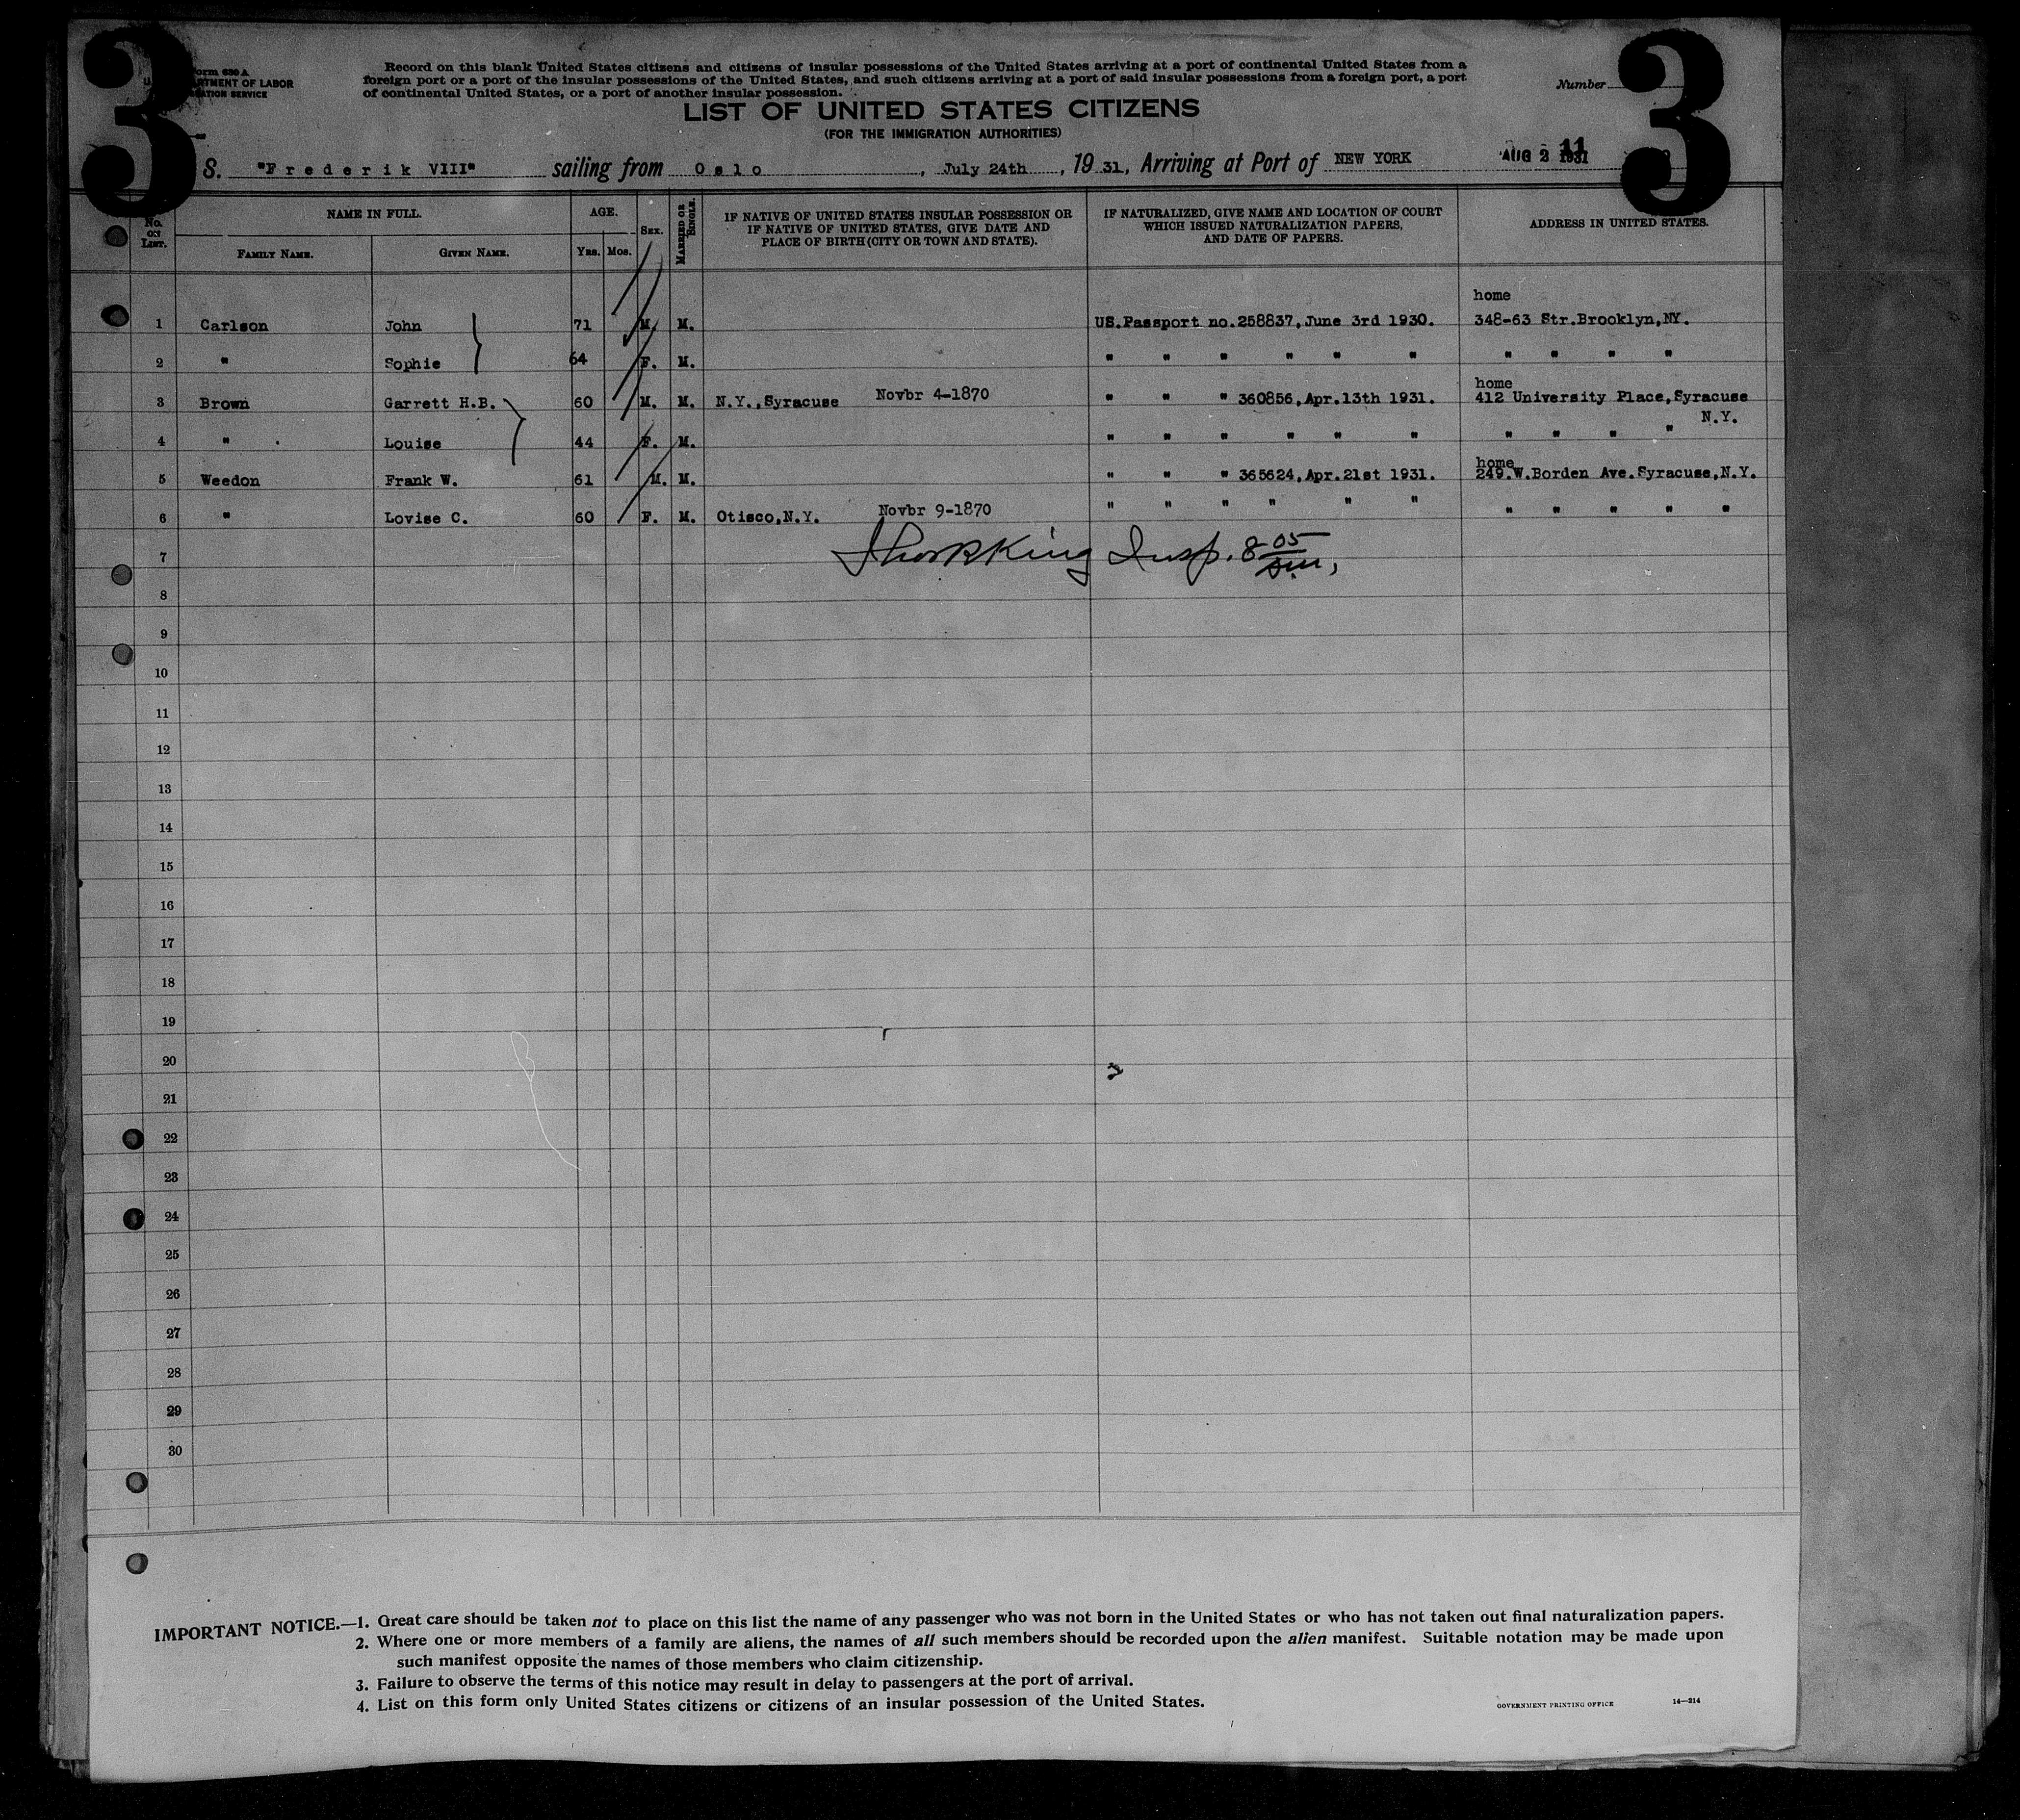 3
3
Form 630 A
ARTMENT OF LABOR
RATION SERVICE
Record on this blank United States citizens and citizens of insular possessions of the United States arriving at a port of continental United States from a
foreign port or a port of the insular possessions of the United States, and such citizens arriving at a port of said insular possessions from a foreign port, a port
of continental United States, or a port of another insular possession.
Number
LIST OF UNITED STATES CITIZENS
(FOR THE IMMIGRATION AUTHORITIES)
11
S. "Frederik VIII" sailing from Oslo, July 24th, 1931, Arriving at Port of NEW YORK AUG 2 1931
No. ON LIST. NAME IN FULL. AGE. SEX. MARRIED OR SINGLE. IF NATIVE OF UNITED STATES INSULAR POSSESSION OR IF NATIVE OF UNITED STATES, GIVE DATE AND PLACE OF BIRTH (CITY OR TOWN AND STATE). IF NATURALIZED, GIVE NAME AND LOCATION OF COURT WHICH ISSUED NATURALIZATION PAPERS, AND DATE OF PAPERS. ADDRESS IN UNITED STATES.
FAMILY NAME. GIVEN NAME. YRS. MOS.
home
1 Carlson John 71 M. M. US.Passport no.258837, June 3rd 1930. 348-63 Str.Brooklyn,NY.
2 " Sophie 64 F. M. " " " " " " " " " "
home
3 Brown Garrett H.B. 60 M. M. N.Y.,Syracuse Novbr 4-1870 " " " 360856, Apr.13th 1931. 412 University Place,Syracuse
N.Y.
4 " Louise 44 F. M. " " " " " " " " " "
home
5 Weedon Frank W. 61 M. M. " " " 365624, Apr.21st 1931. 249.W.Borden Ave.Syracuse,N.Y.
6 " Lovise C. 60 F. M. Otisco,N.Y. Novbr 9-1870 " " " " " " " " " " "
King Insp. 8 05
7
8
9
10
11
12
13
14
15
16
17
18
19
20
21
22
23
24
25
26
27
28
29
30
IMPORTANT NOTICE.—1. Great care should be taken not to place on this list the name of any passenger who was not born in the United States or who has not taken out final naturalization papers.
2. Where one or more members of a family are aliens, the names of all such members should be recorded upon the alien manifest. Suitable notation may be made upon
such manifest opposite the names of those members who claim citizenship.
3. Failure to observe the terms of this notice may result in delay to passengers at the port of arrival.
4. List on this form only United States citizens or citizens of an insular possession of the United States.
GOVERNMENT PRINTING OFFICE 14—214